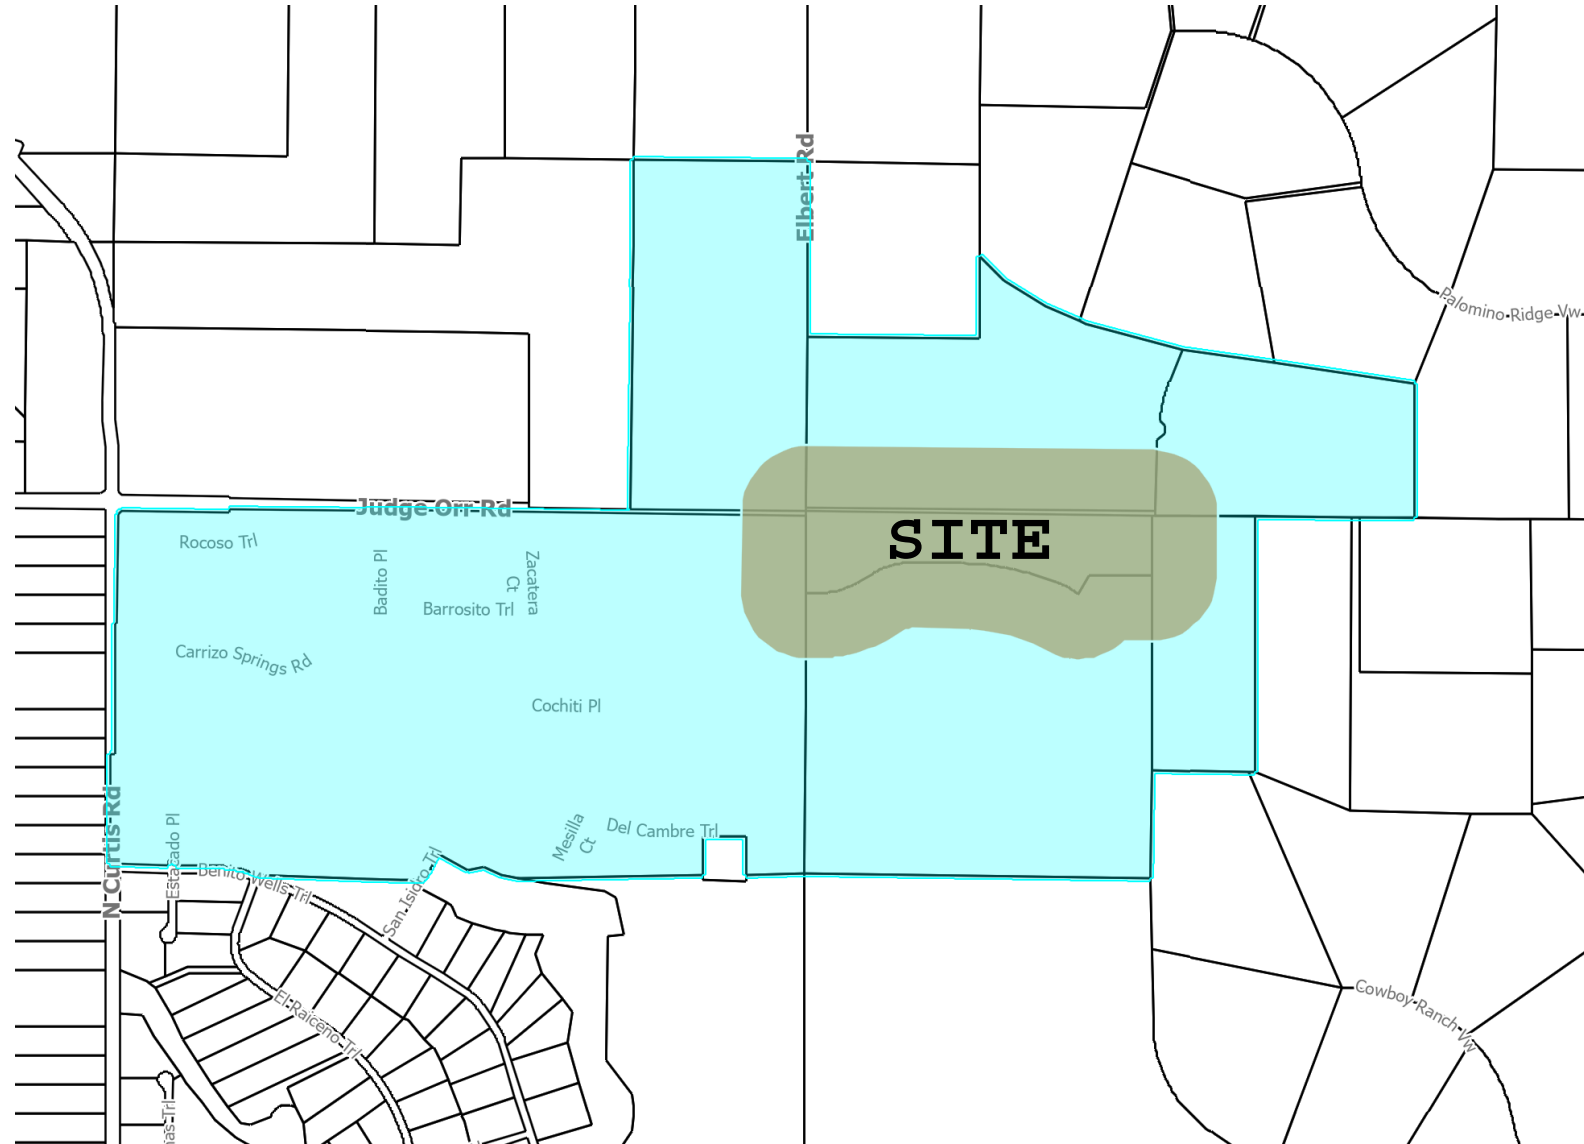 Elbert Rd
Palomino Ridge Vw
Judge Orr Rd
SITE
Rocoso Trl
Badito Pl
Zacatera
Ct
Barrosito Trl
Carrizo Springs Rd
Cochiti Pl
N Curtis Rd
Estacado Pl
Mesilla
Ct
Del Cambre Trl
Benito Wells Trl
San Isidro Trl
El Raiceno Trl
Cowboy Ranch Vw
Trl